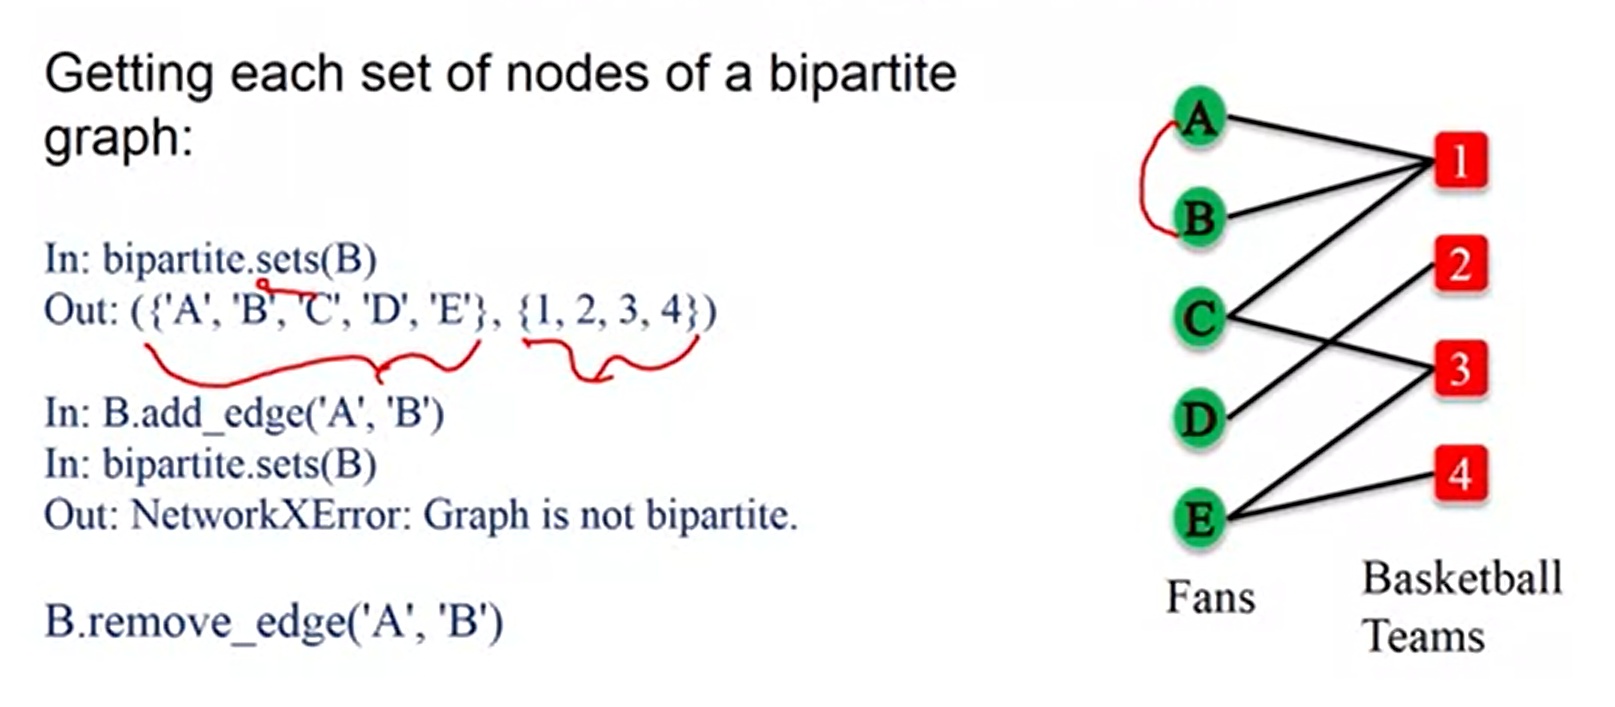 Getting each set of nodes of a bipartite
graph:
In: bipartite.sets(B)
Out: ({'A', 'B', 'C', 'D', 'E'}, {1, 2, 3, 4})
In: B.add_edge('A', 'B')
In: bipartite.sets(B)
Out: NetworkXError: Graph is not bipartite.
B.remove_edge('A', 'B')
A
B
C
D
E
Fans
1
2
3
4
Basketball
Teams